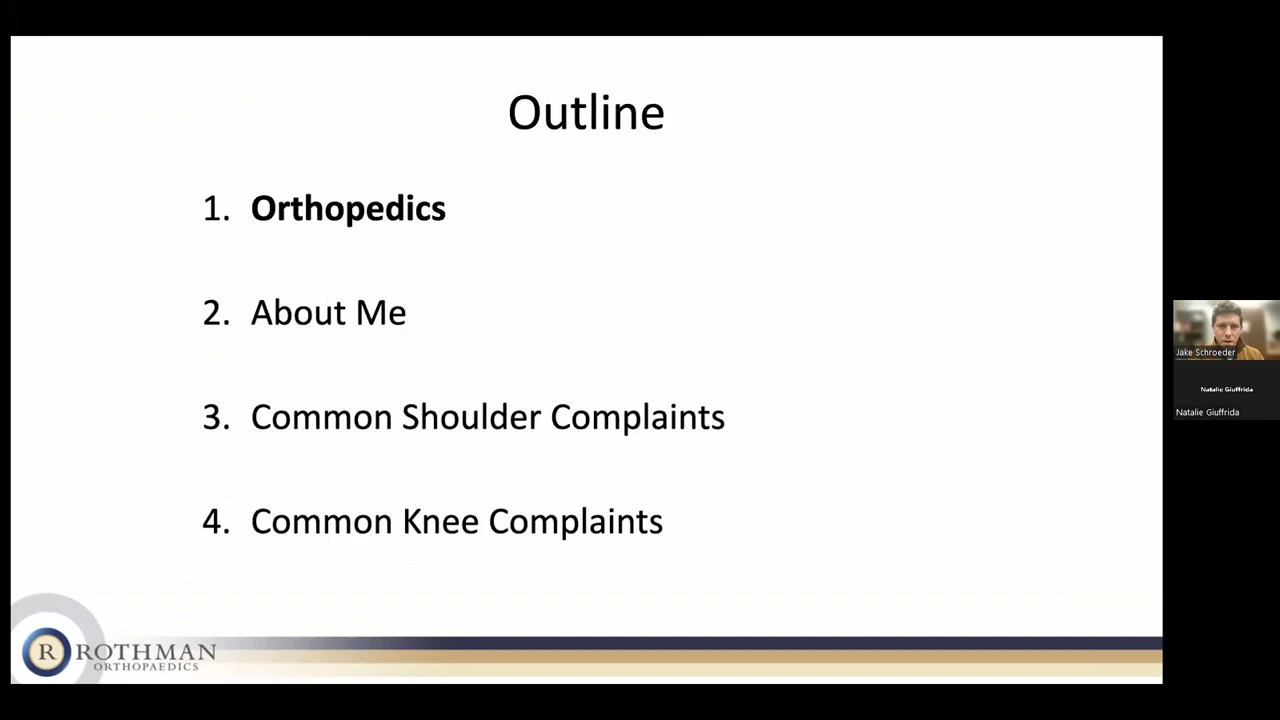 Outline
1. Orthopedics
2. About Me
3. Common Shoulder Complaints
4. Common Knee Complaints
R ROTHMAN
ORTHOPAEDICS
Jake Schroeder
Natalie Giuffrida
Natalie Giuffrida